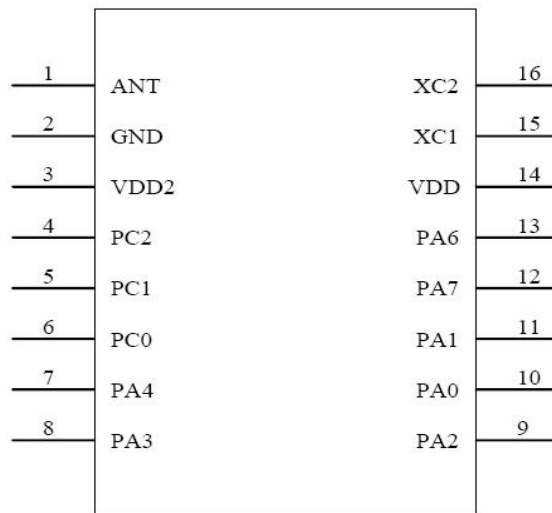 1 ANT XC2 16
2 GND XC1 15
3 VDD2 VDD 14
4 PC2 PA6 13
5 PC1 PA7 12
6 PC0 PA1 11
7 PA4 PA0 10
8 PA3 PA2 9